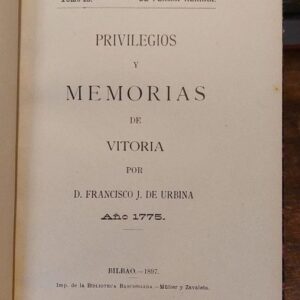 PRIVILEGIOS
Y
MEMORIAS
DE
VITORIA
POR
D. FRANCISCO J. DE URBINA
Año 1775.
BILBAO.—1897.
Imp. de la BIBLIOTECA BASCONGADA.—Müller y Zavaleta.